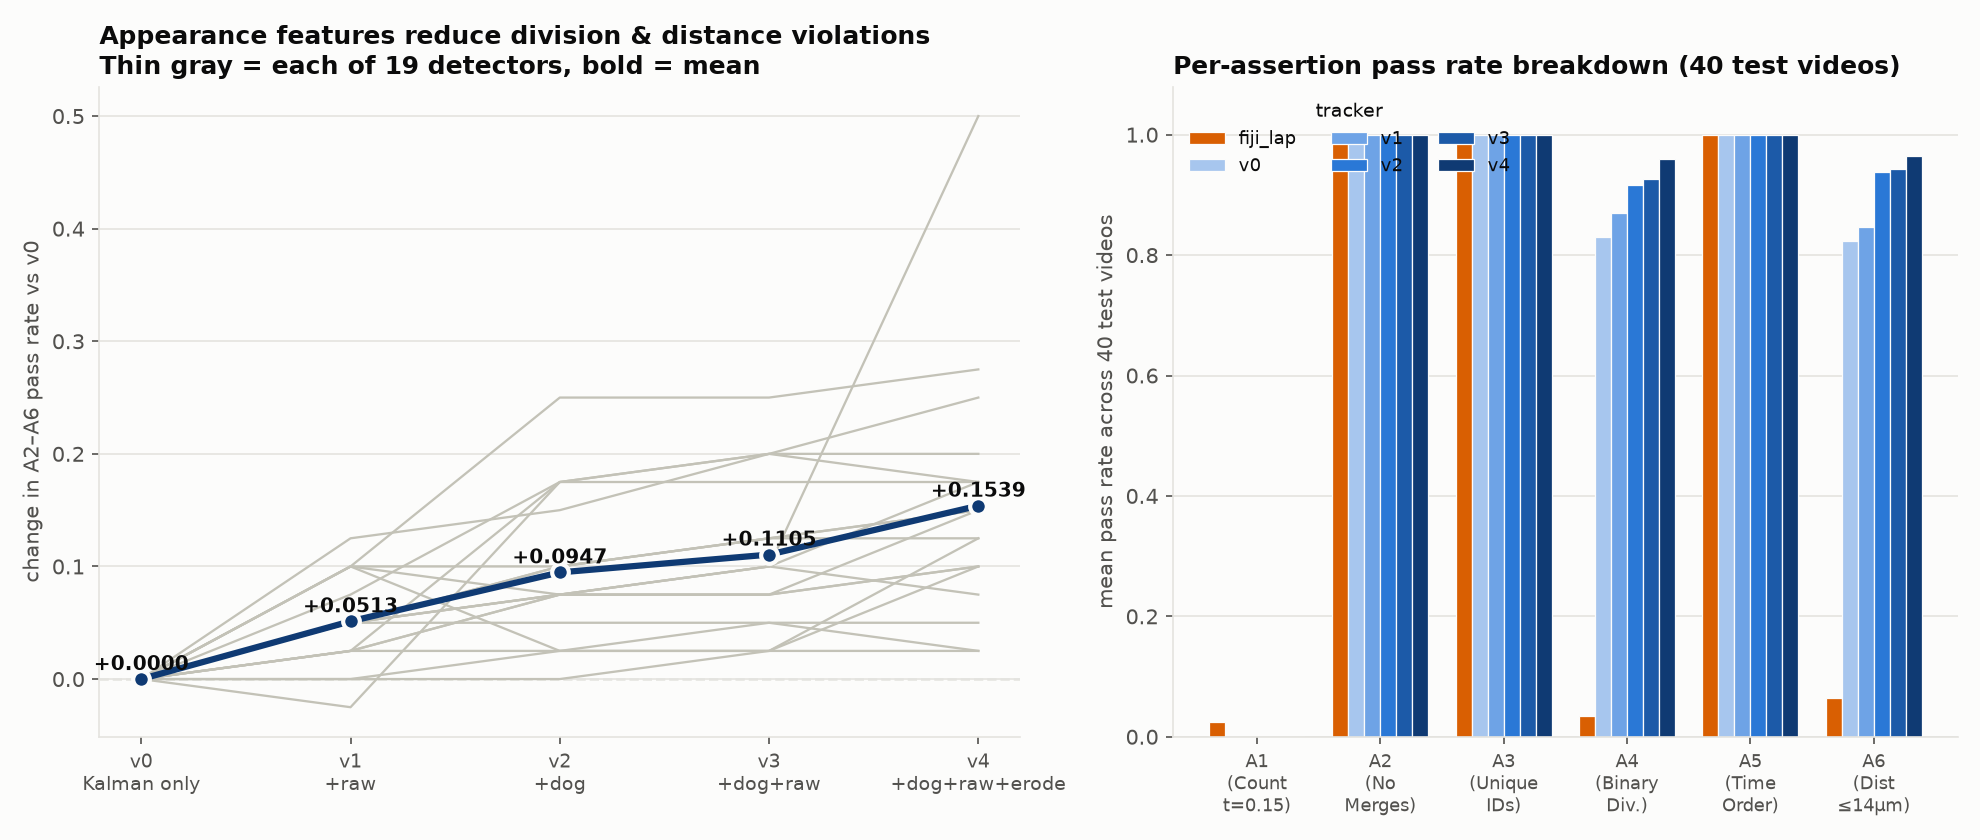 Appearance features reduce division & distance violations
Thin gray = each of 19 detectors, bold = mean
change in A2–A6 pass rate vs v0
0.5
0.4
0.3
0.2
0.1
0.0
+0.0000
+0.0513
+0.0947
+0.1105
+0.1539
v0
Kalman only
v1
+raw
v2
+dog
v3
+dog+raw
v4
+dog+raw+erode
Per-assertion pass rate breakdown (40 test videos)
mean pass rate across 40 test videos
1.0
0.8
0.6
0.4
0.2
0.0
tracker
fiji_lap
v0
v1
v2
v3
v4
A1
(Count
t=0.15)
A2
(No
Merges)
A3
(Unique
IDs)
A4
(Binary
Div.)
A5
(Time
Order)
A6
(Dist
≤14μm)